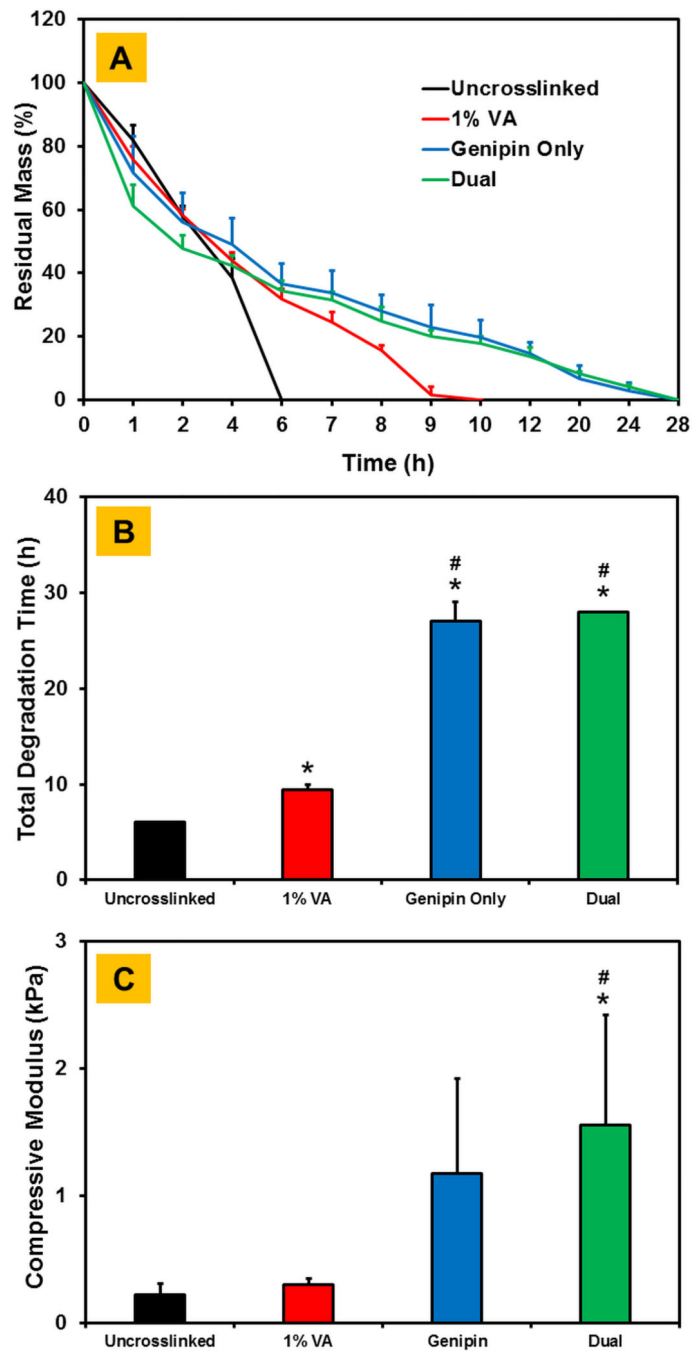 120
100
80
60
40
20
0
Residual Mass (%)
A
Uncrosslinked
1% VA
Genipin Only
Dual
0 1 2 4 6 7 8 9 10 12 20 24 28
Time (h)
40
30
20
10
0
Total Degradation Time (h)
B
*
#
*
#
*
Uncrosslinked 1% VA Genipin Only Dual
3
2
1
0
Compressive Modulus (kPa)
C
#
*
Uncrosslinked 1% VA Genipin Dual